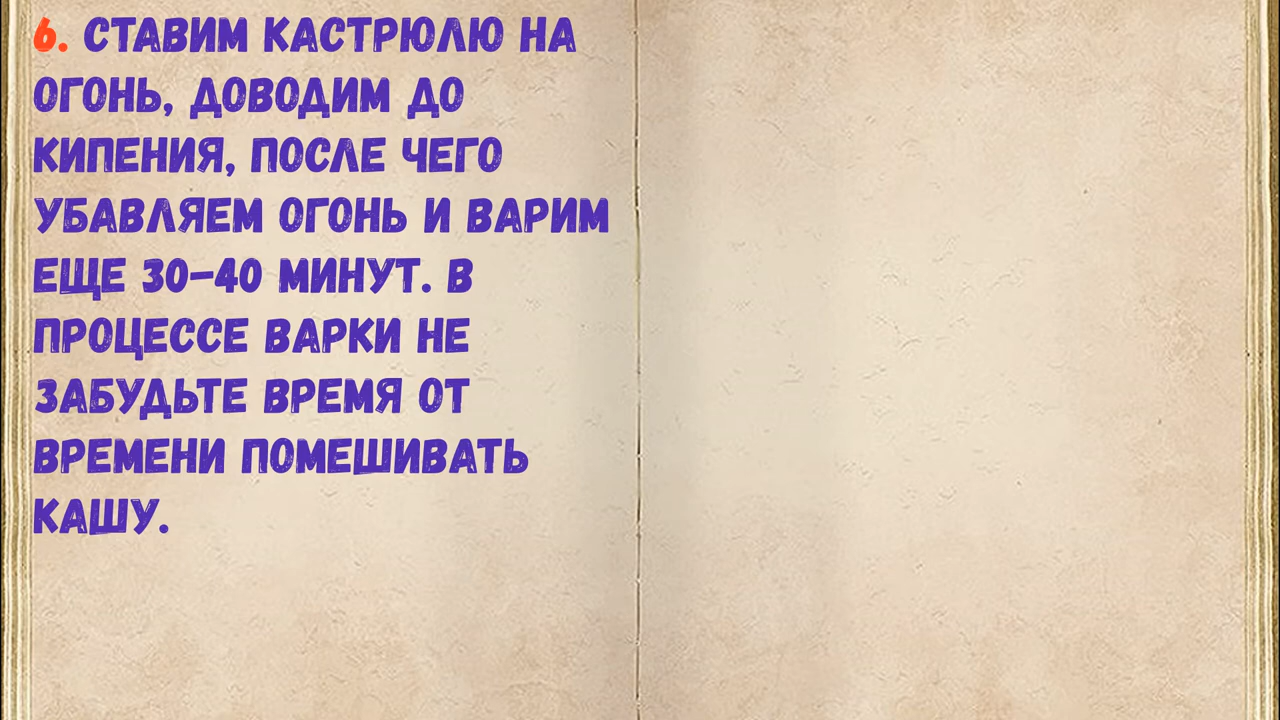 6. СТАВИМ КАСТРЮЛЮ НА
ОГОНЬ, ДОВОДИМ ДО
КИПЕНИЯ, ПОСЛЕ ЧЕГО
УБАВЛЯЕМ ОГОНЬ И ВАРИМ
ЕЩЕ 30-40 МИНУТ. В
ПРОЦЕССЕ ВАРКИ НЕ
ЗАБУДЬТЕ ВРЕМЯ ОТ
ВРЕМЕНИ ПОМЕШИВАТЬ
КАШУ.